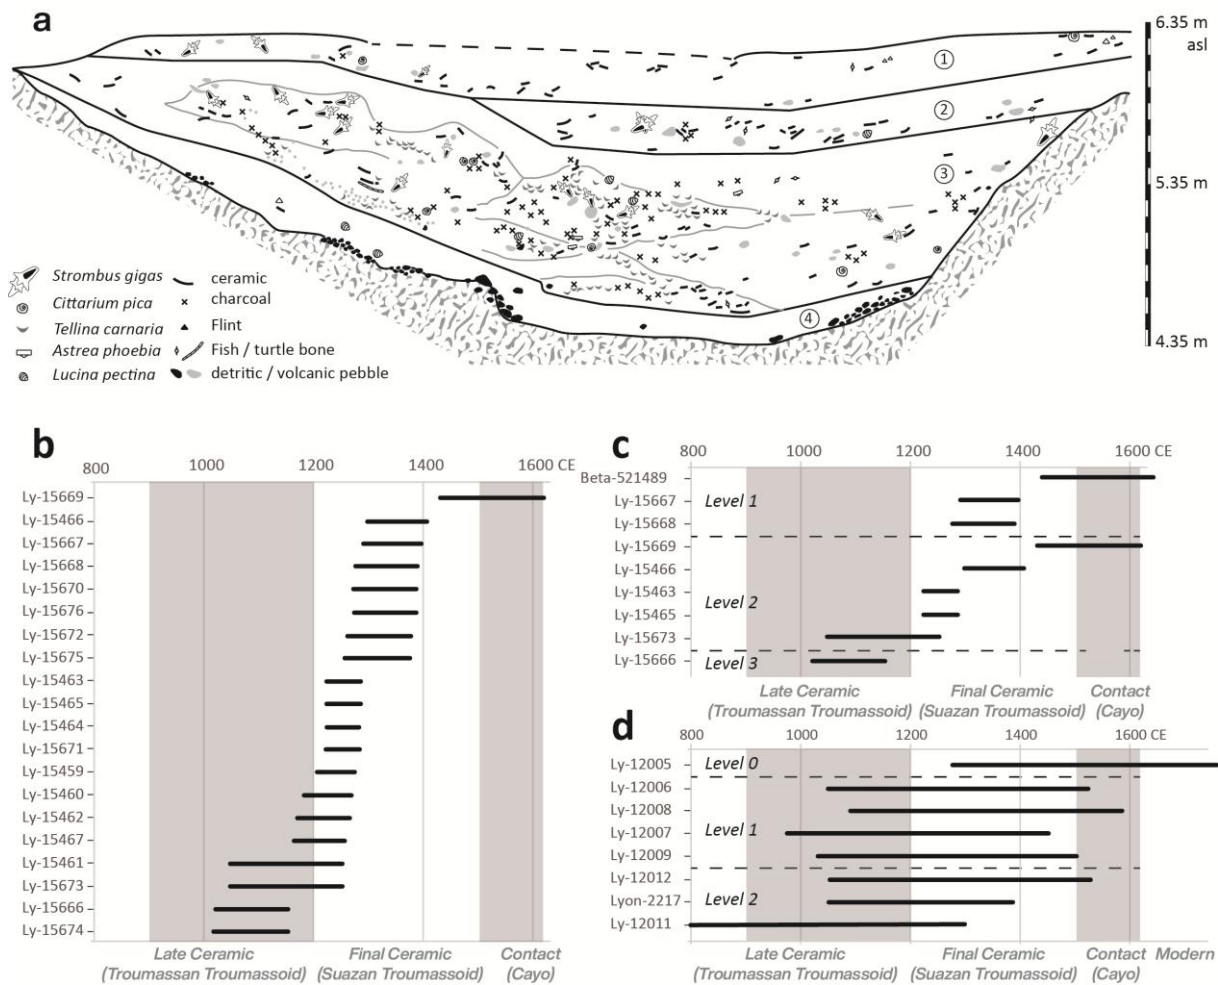 a
6.35 m
asl
1
2
3
5.35 m
4
4.35 m
Strombus gigas
Cittarium pica
Tellina carnaria
Astrea phoebia
Lucina pectina
ceramic
charcoal
Flint
Fish / turtle bone
detritic / volcanic pebble
b
800 1000 1200 1400 1600 CE
Ly-15669
Ly-15466
Ly-15667
Ly-15668
Ly-15670
Ly-15676
Ly-15672
Ly-15675
Ly-15463
Ly-15465
Ly-15464
Ly-15671
Ly-15459
Ly-15460
Ly-15462
Ly-15467
Ly-15461
Ly-15673
Ly-15666
Ly-15674
Late Ceramic
(Troumassan Troumassoid)
Final Ceramic
(Suazan Troumassoid)
Contact
(Cayo)
c
800 1000 1200 1400 1600 CE
Beta-521489
Ly-15667
Level 1
Ly-15668
Ly-15669
Ly-15466
Ly-15463
Level 2
Ly-15465
Ly-15673
Ly-15666
Level 3
Late Ceramic
(Troumassan Troumassoid)
Final Ceramic
(Suazan Troumassoid)
Contact
(Cayo)
d
800 1000 1200 1400 1600 CE
Ly-12005
Level 0
Ly-12006
Ly-12008
Level 1
Ly-12007
Ly-12009
Ly-12012
Lyon-2217
Level 2
Ly-12011
Late Ceramic
(Troumassan Troumassoid)
Final Ceramic
(Suazan Troumassoid)
Contact
(Cayo)
Modern